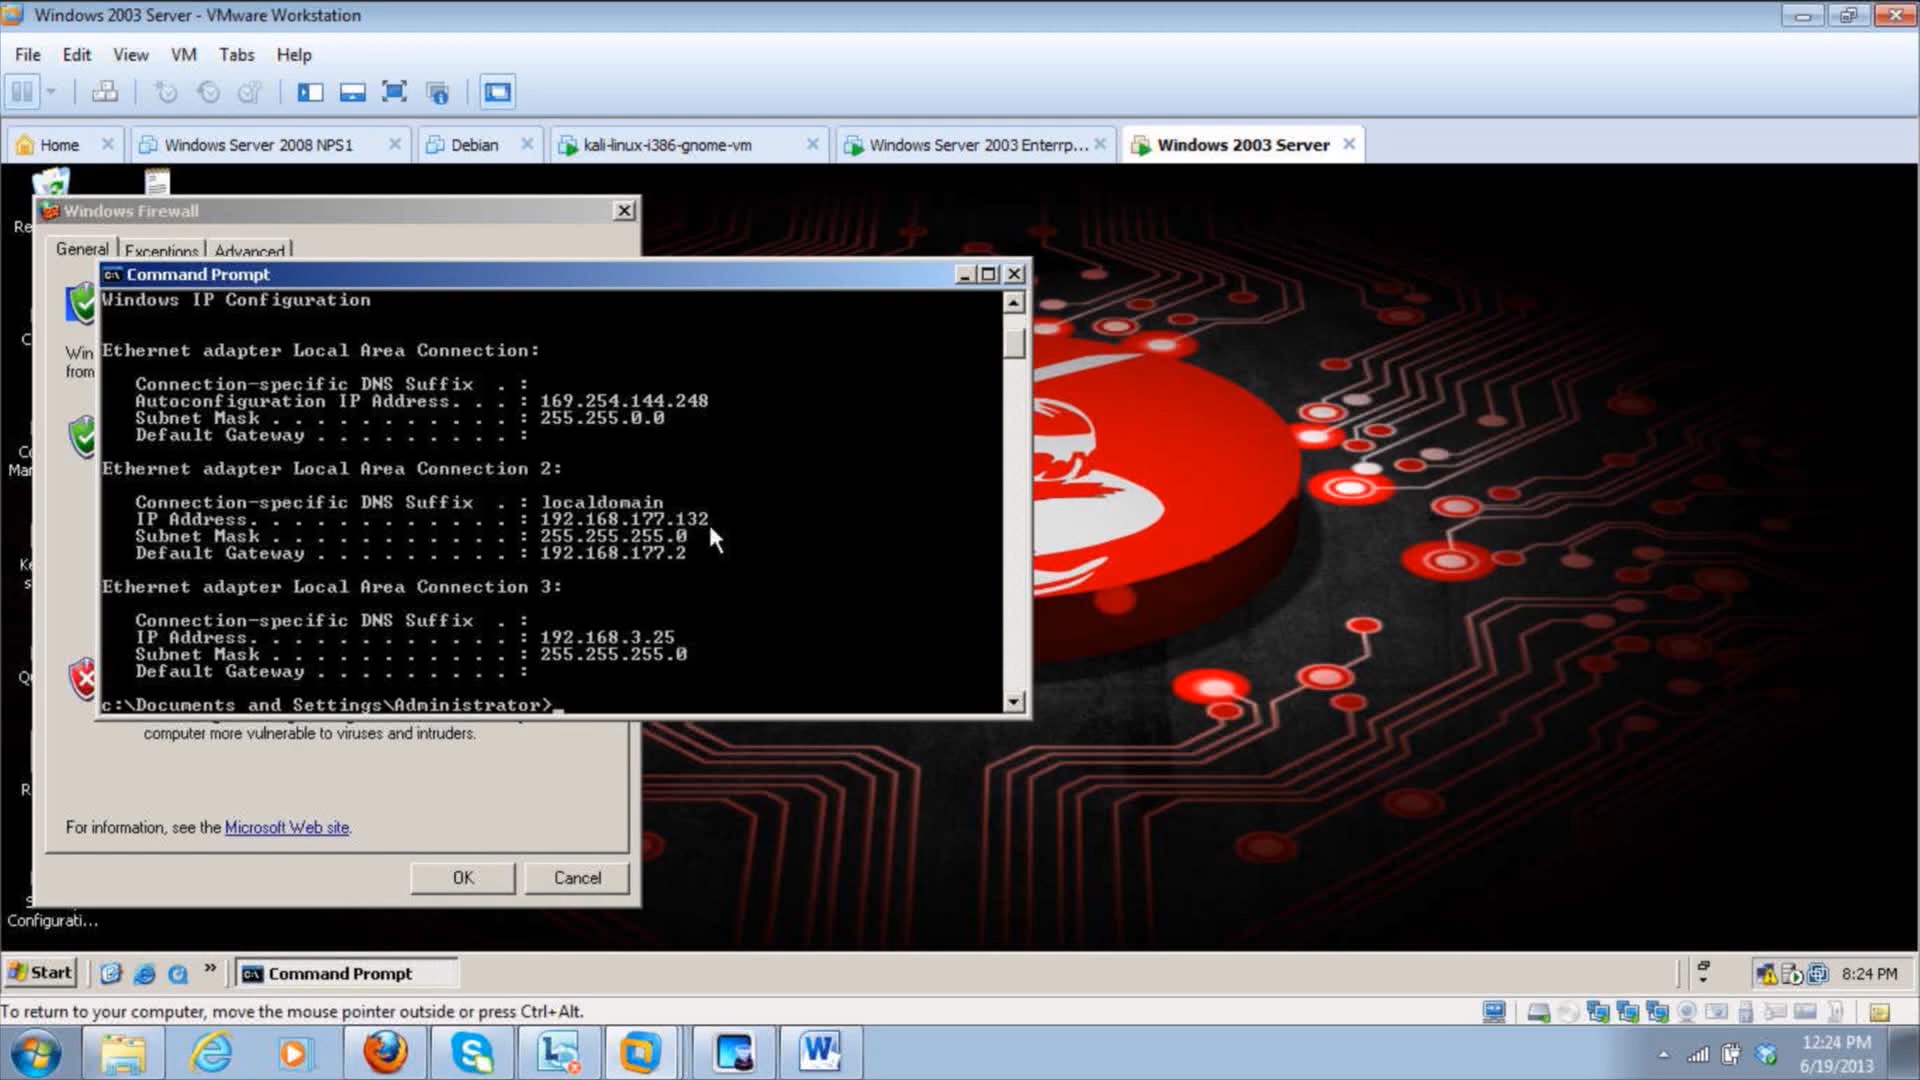 Windows 2003 Server - VMware Workstation
File Edit View VM Tabs Help
Home Windows Server 2008 NPS1 Debian kali-linux-i386-gnome-vm Windows Server 2003 Enterrp... Windows 2003 Server
Re
Windows Firewall
General Exceptions Advanced
Command Prompt
Windows IP Configuration
Ethernet adapter Local Area Connection:
Connection-specific DNS Suffix . :
Autoconfiguration IP Address. . . : 169.254.144.248
Subnet Mask . . . . . . . . . . . : 255.255.0.0
Default Gateway . . . . . . . . . :
Ethernet adapter Local Area Connection 2:
Connection-specific DNS Suffix . : localdomain
IP Address. . . . . . . . . . . . : 192.168.177.132
Subnet Mask . . . . . . . . . . . : 255.255.255.0
Default Gateway . . . . . . . . . : 192.168.177.2
Ethernet adapter Local Area Connection 3:
Connection-specific DNS Suffix . :
IP Address. . . . . . . . . . . . : 192.168.3.25
Subnet Mask . . . . . . . . . . . : 255.255.255.0
Default Gateway . . . . . . . . . :
c:\Documents and Settings\Administrator>_
Win
from
computer more vulnerable to viruses and intruders.
For information, see the Microsoft Web site.
OK Cancel
Configurati...
Start » Command Prompt 8:24 PM
To return to your computer, move the mouse pointer outside or press Ctrl+Alt.
12:24 PM
6/19/2013